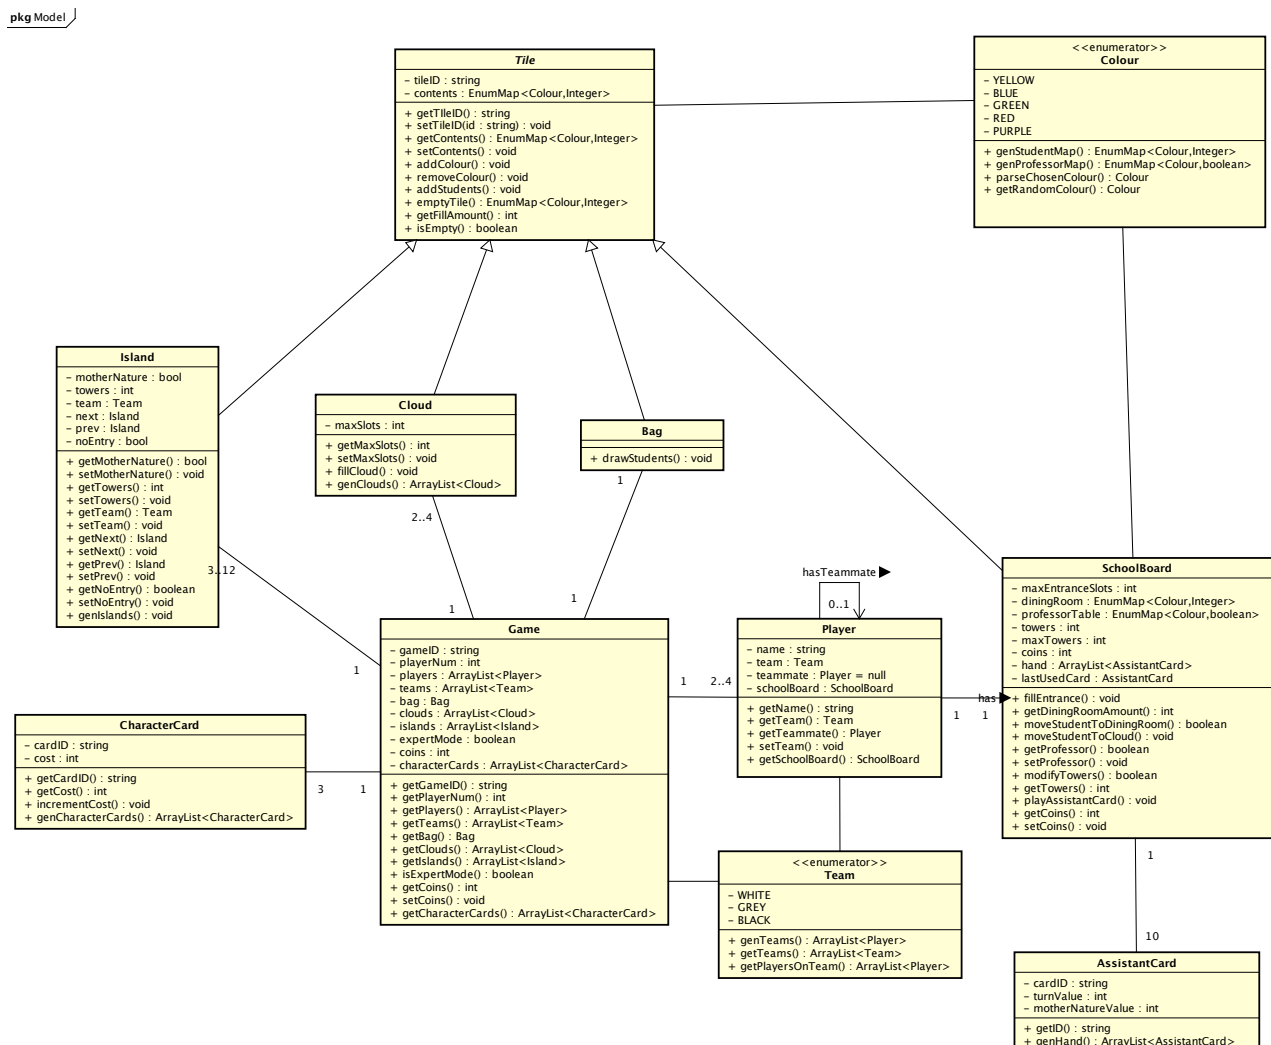 pkg Model
Tile
– tileID : string
– contents : EnumMap<Colour,Integer>
+ getTIleID() : string
+ setTileID(id : string) : void
+ getContents() : EnumMap<Colour,Integer>
+ setContents() : void
+ addColour() : void
+ removeColour() : void
+ addStudents() : void
+ emptyTile() : EnumMap<Colour,Integer>
+ getFillAmount() : int
+ isEmpty() : boolean
<<enumerator>>
Colour
– YELLOW
– BLUE
– GREEN
– RED
– PURPLE
+ genStudentMap() : EnumMap<Colour,Integer>
+ genProfessorMap() : EnumMap<Colour,boolean>
+ parseChosenColour() : Colour
+ getRandomColour() : Colour
Island
– motherNature : bool
– towers : int
– team : Team
– next : Island
– prev : Island
– noEntry : bool
+ getMotherNature() : bool
+ setMotherNature() : void
+ getTowers() : int
+ setTowers() : void
+ getTeam() : Team
+ setTeam() : void
+ getNext() : Island
+ setNext() : void
+ getPrev() : Island
+ setPrev() : void
+ getNoEntry() : boolean
+ setNoEntry() : void
+ genIslands() : void
3..12
1
Cloud
– maxSlots : int
+ getMaxSlots() : int
+ setMaxSlots() : void
+ fillCloud() : void
+ genClouds() : ArrayList<Cloud>
2..4
1
Bag
+ drawStudents() : void
1
1
Game
– gameID : string
– playerNum : int
– players : ArrayList<Player>
– teams : ArrayList<Team>
– bag : Bag
– clouds : ArrayList<Cloud>
– islands : ArrayList<Island>
– expertMode : boolean
– coins : int
– characterCards : ArrayList<CharacterCard>
+ getGameID() : string
+ getPlayerNum() : int
+ getPlayers() : ArrayList<Player>
+ getTeams() : ArrayList<Team>
+ getBag() : Bag
+ getClouds() : ArrayList<Cloud>
+ getIslands() : ArrayList<Island>
+ isExpertMode() : boolean
+ getCoins() : int
+ setCoins() : void
+ getCharacterCards() : ArrayList<CharacterCard>
CharacterCard
– cardID : string
– cost : int
+ getCardID() : string
+ getCost() : int
+ incrementCost() : void
+ genCharacterCards() : ArrayList<CharacterCard>
3 1
hasTeammate
0..1
1 2..4
Player
– name : string
– team : Team
– teammate : Player = null
– schoolBoard : SchoolBoard
+ getName() : string
+ getTeam() : Team
+ getTeammate() : Player
+ setTeam() : void
+ getSchoolBoard() : SchoolBoard
has
1 1
SchoolBoard
– maxEntranceSlots : int
– diningRoom : EnumMap<Colour,Integer>
– professorTable : EnumMap<Colour,boolean>
– towers : int
– maxTowers : int
– coins : int
– hand : ArrayList<AssistantCard>
– lastUsedCard : AssistantCard
+ fillEntrance() : void
+ getDiningRoomAmount() : int
+ moveStudentToDiningRoom() : boolean
+ moveStudentToCloud() : void
+ getProfessor() : boolean
+ setProfessor() : void
+ modifyTowers() : boolean
+ getTowers() : int
+ playAssistantCard() : void
+ getCoins() : int
+ setCoins() : void
<<enumerator>>
Team
– WHITE
– GREY
– BLACK
+ genTeams() : ArrayList<Player>
+ getTeams() : ArrayList<Team>
+ getPlayersOnTeam() : ArrayList<Player>
1
10
AssistantCard
– cardID : string
– turnValue : int
– motherNatureValue : int
+ getID() : string
+ genHand() : ArrayList<AssistantCard>